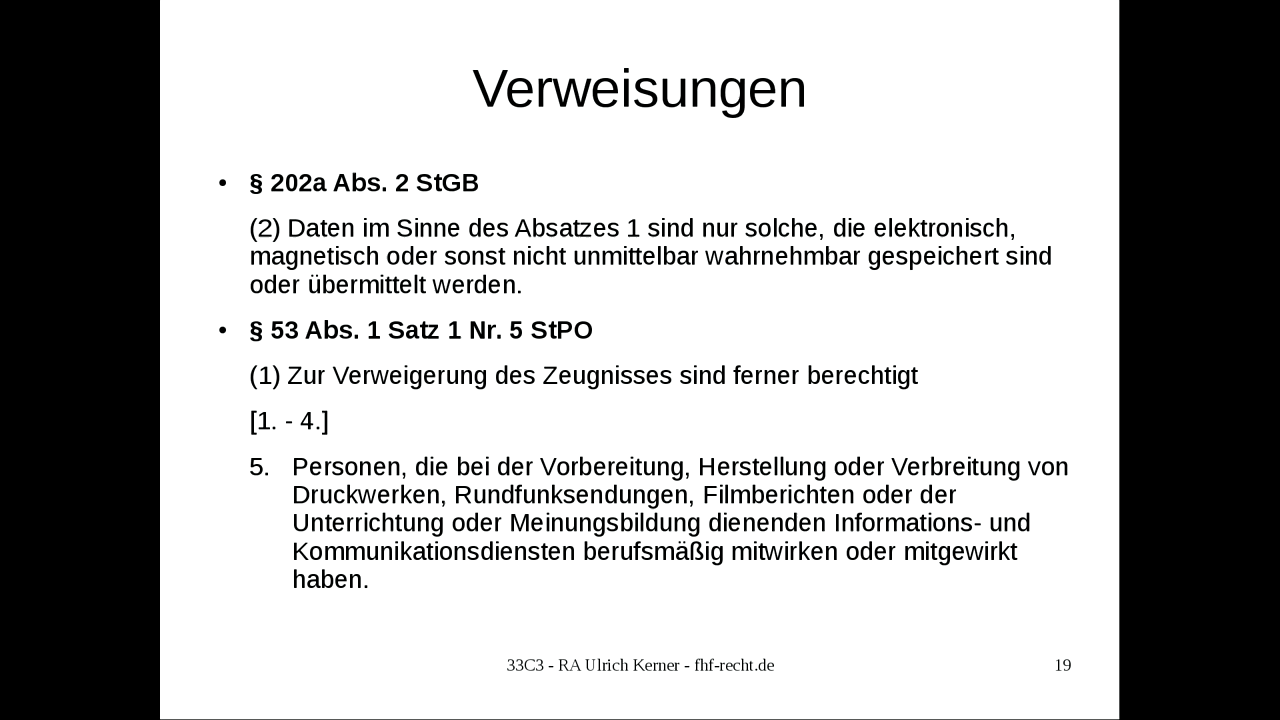 Verweisungen
• § 202a Abs. 2 StGB
(2) Daten im Sinne des Absatzes 1 sind nur solche, die elektronisch,
magnetisch oder sonst nicht unmittelbar wahrnehmbar gespeichert sind
oder übermittelt werden.
• § 53 Abs. 1 Satz 1 Nr. 5 StPO
(1) Zur Verweigerung des Zeugnisses sind ferner berechtigt
[1. - 4.]
5. Personen, die bei der Vorbereitung, Herstellung oder Verbreitung von
Druckwerken, Rundfunksendungen, Filmberichten oder der
Unterrichtung oder Meinungsbildung dienenden Informations- und
Kommunikationsdiensten berufsmäßig mitwirken oder mitgewirkt
haben.
33C3 - RA Ulrich Kerner - fhf-recht.de 19